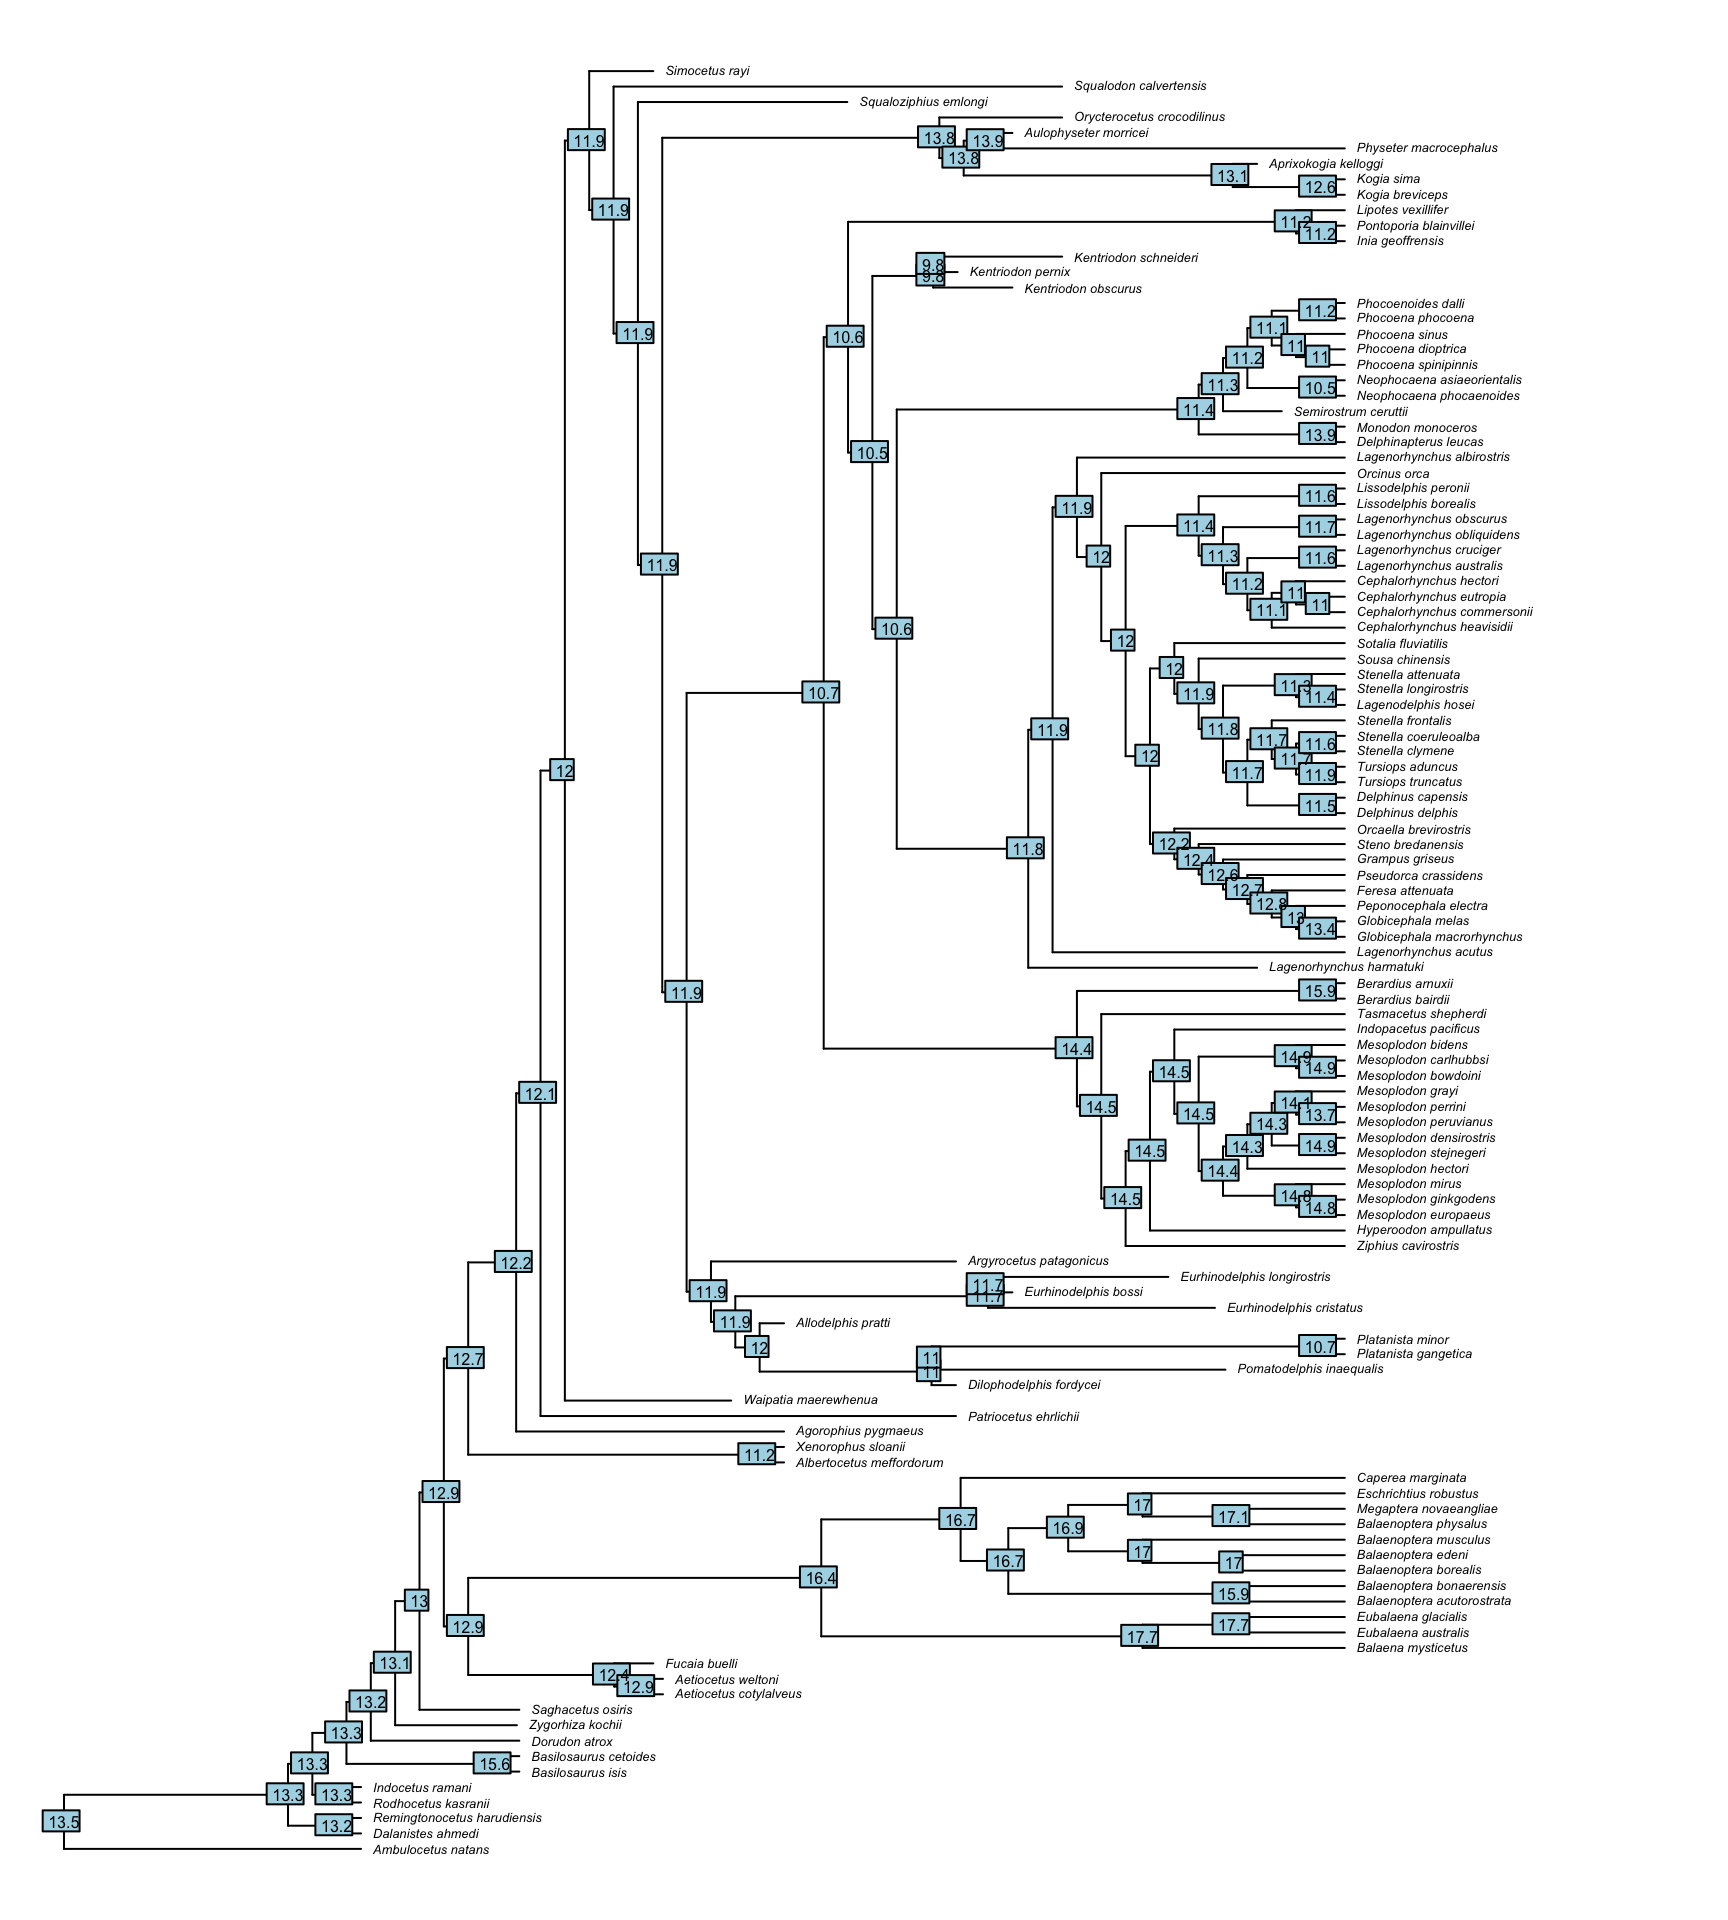 Simocetus rayi
Squalodon calvertensis
Squaloziphius emlongi
Orycterocetus crocodilinus
13.8
Aulophyseter morricei
11.9
13.9
Physeter macrocephalus
13.8
Aprixokogia kelloggi
13.1
Kogia sima
12.6
Kogia breviceps
11.9
Lipotes vexillifer
11.2
Pontoporia blainvillei
11.2
Inia geoffrensis
Kentriodon schneideri
9.8
Kentriodon pernix
9.8
Kentriodon obscurus
Phocoenoides dalli
11.2
Phocoena phocoena
11.9
10.6
11.1
Phocoena sinus
11
Phocoena dioptrica
11.2
11
Phocoena spinipinnis
Neophocaena asiaeorientalis
11.3
10.5
Neophocaena phocaenoides
11.4
Semirostrum ceruttii
Monodon monoceros
13.9
Delphinapterus leucas
10.5
Lagenorhynchus albirostris
Orcinus orca
Lissodelphis peronii
11.6
Lissodelphis borealis
11.9
Lagenorhynchus obscurus
11.4
11.7
Lagenorhynchus obliquidens
Lagenorhynchus cruciger
11.9
12
11.3
11.6
Lagenorhynchus australis
Cephalorhynchus hectori
11.2
11
Cephalorhynchus eutropia
11
Cephalorhynchus commersonii
11.1
Cephalorhynchus heavisidii
10.6
12
Sotalia fluviatilis
Sousa chinensis
12
Stenella attenuata
11.3
Stenella longirostris
10.7
11.9
11.4
Lagenodelphis hosei
Stenella frontalis
11.9
11.8
Stenella coeruleoalba
11.7
11.6
Stenella clymene
12
11.7
Tursiops aduncus
12
11.7
11.9
Tursiops truncatus
Delphinus capensis
11.5
Delphinus delphis
Orcaella brevirostris
11.8
12.2
Steno bredanensis
12.4
Grampus griseus
12.6
Pseudorca crassidens
12.7
Feresa attenuata
12.8
Peponocephala electra
13
Globicephala melas
13.4
Globicephala macrorhynchus
Lagenorhynchus acutus
Lagenorhynchus harmatuki
Berardius arnuxii
11.9
15.9
Berardius bairdii
Tasmacetus shepherdi
Indopacetus pacificus
14.4
Mesoplodon bidens
14.9
Mesoplodon carlhubbsi
14.5
14.9
Mesoplodon bowdoini
12.1
Mesoplodon grayi
14.5
14.5
14.1
Mesoplodon perrini
13.7
Mesoplodon peruvianus
14.3
Mesoplodon densirostris
14.5
14.3
14.9
Mesoplodon stejnegeri
14.4
Mesoplodon hectori
Mesoplodon mirus
14.5
14.8
Mesoplodon ginkgodens
14.8
Mesoplodon europaeus
Hyperoodon ampullatus
Ziphius cavirostris
12.2
Argyrocetus patagonicus
Eurhinodelphis longirostris
11.9
11.7
Eurhinodelphis bossi
11.7
Eurhinodelphis cristatus
11.9
Allodelphis pratti
Platanista minor
12
10.7
Platanista gangetica
12.7
11
Pomatodelphis inaequalis
11
Dilophodelphis fordycei
Waipatia maerewhenua
Patriocetus ehrlichii
Agorophius pygmaeus
Xenorophus sloanii
11.2
Albertocetus meffordorum
Caperea marginata
12.9
Eschrichtius robustus
17
Megaptera novaeangliae
16.7
17.1
Balaenoptera physalus
16.9
Balaenoptera musculus
16.7
17
Balaenoptera edeni
17
Balaenoptera borealis
16.4
Balaenoptera bonaerensis
13
15.9
Balaenoptera acutorostrata
Eubalaena glacialis
12.9
17.7
Eubalaena australis
17.7
Balaena mysticetus
13.1
Fucaia buelli
12.4
Aetiocetus weltoni
12.9
Aetiocetus cotylalveus
13.2
Saghacetus osiris
Zygorhiza kochii
13.3
Dorudon atrox
Basilosaurus cetoides
13.3
15.6
Basilosaurus isis
Indocetus ramani
13.3
13.3
Rodhocetus kasranii
Remingtonocetus harudiensis
13.5
13.2
Dalanistes ahmedi
Ambulocetus natans